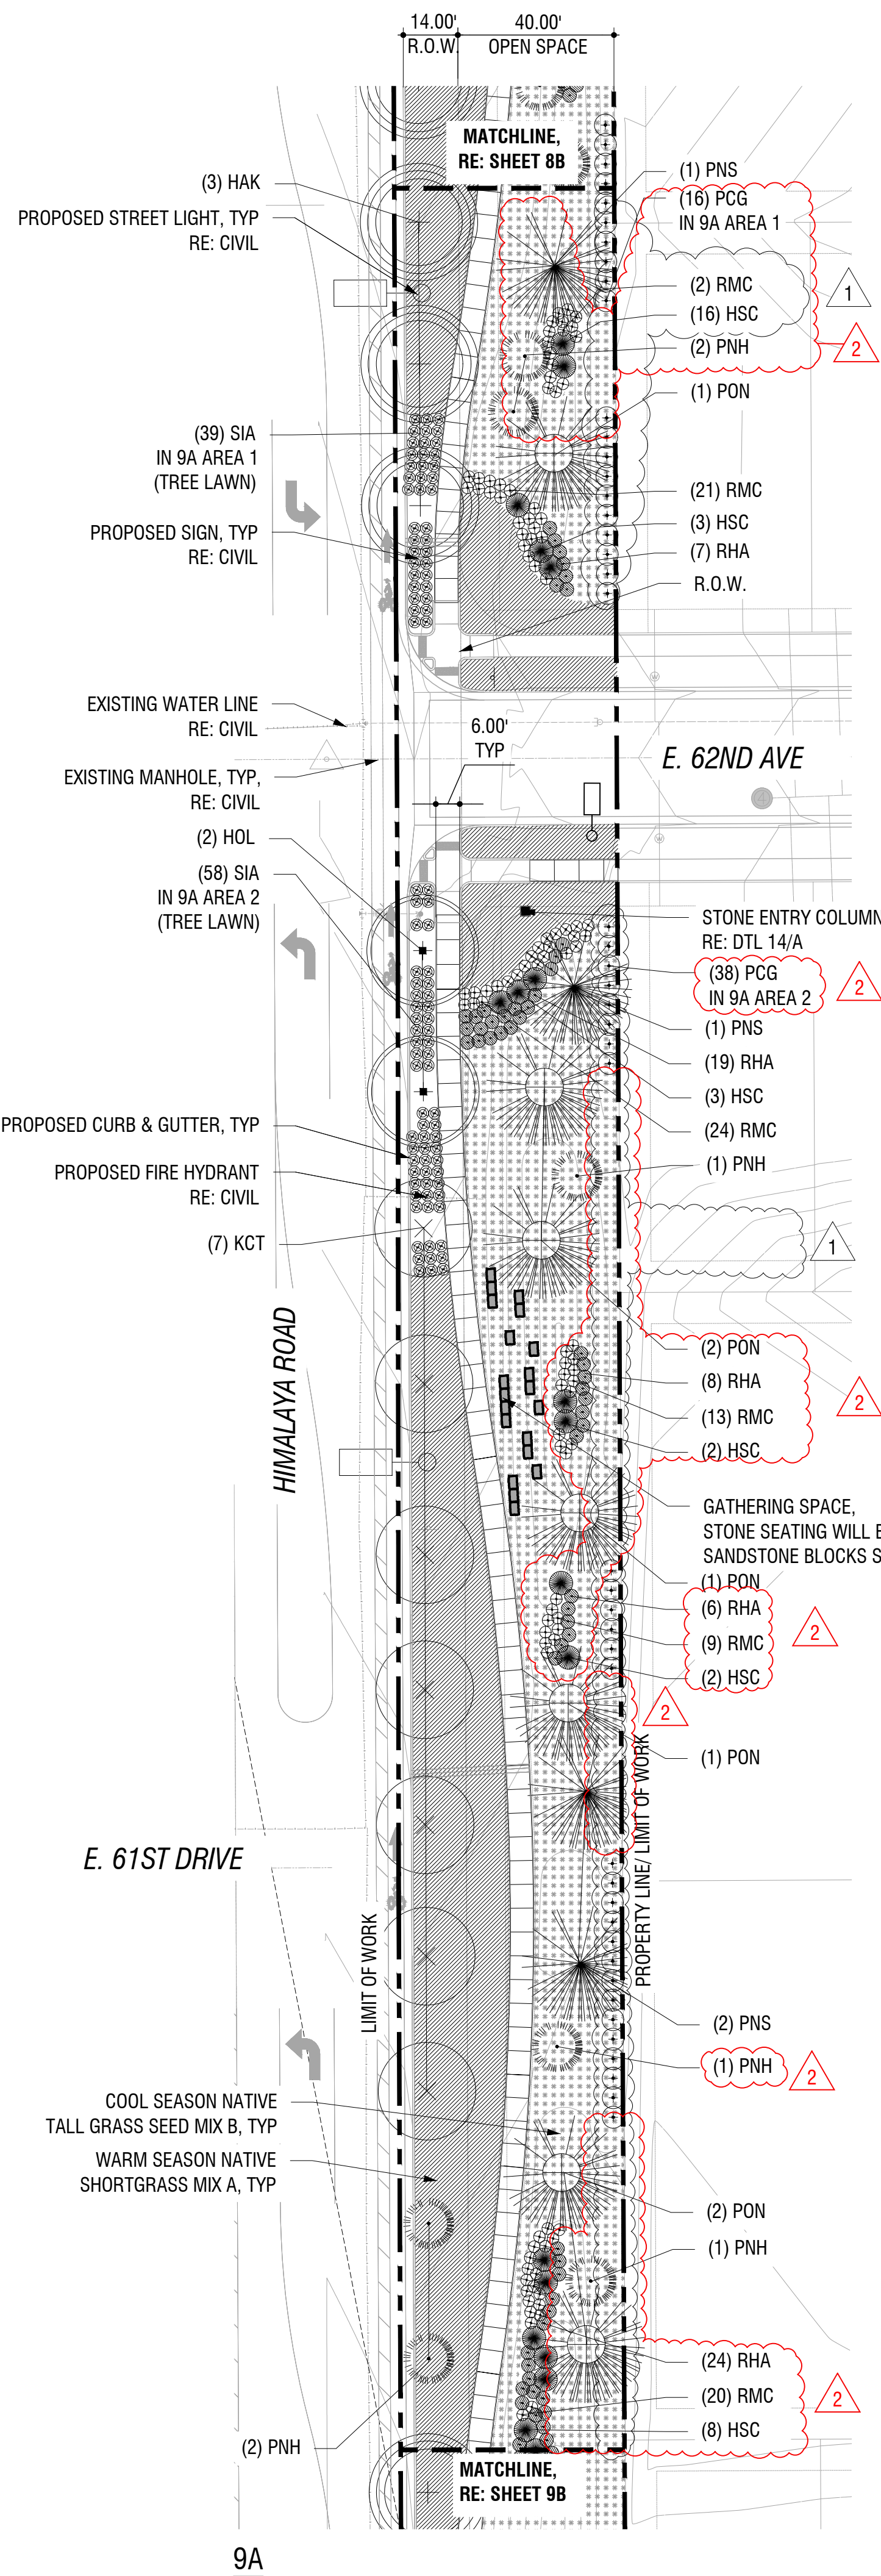 14.00'
R.O.W.
40.00'
OPEN SPACE
MATCHLINE,
RE: SHEET 8B
(3) HAK
PROPOSED STREET LIGHT, TYP
RE: CIVIL
(1) PNS
(16) PCG
IN 9A AREA 1
(2) RMC
(16) HSC
(2) PNH
1
2
(1) PON
(39) SIA
IN 9A AREA 1
(TREE LAWN)
PROPOSED SIGN, TYP
RE: CIVIL
(21) RMC
(3) HSC
(7) RHA
R.O.W.
EXISTING WATER LINE
RE: CIVIL
6.00'
TYP
E. 62ND AVE
EXISTING MANHOLE, TYP,
RE: CIVIL
(2) HOL
(58) SIA
IN 9A AREA 2
(TREE LAWN)
STONE ENTRY COLUMN
RE: DTL 14/A
(38) PCG
IN 9A AREA 2
2
(1) PNS
(19) RHA
(3) HSC
(24) RMC
(1) PNH
PROPOSED CURB & GUTTER, TYP
PROPOSED FIRE HYDRANT
RE: CIVIL
(7) KCT
1
HIMALAYA ROAD
(2) PON
(8) RHA
(13) RMC
(2) HSC
2
GATHERING SPACE,
STONE SEATING WILL
SANDSTONE BLOCKS
(1) PON
(6) RHA
(9) RMC
(2) HSC
2
2
(1) PON
PROPERTY LINE/ LIMIT OF WORK
E. 61ST DRIVE
LIMIT OF WORK
(2) PNS
(1) PNH
2
COOL SEASON NATIVE
TALL GRASS SEED MIX B, TYP
WARM SEASON NATIVE
SHORTGRASS MIX A, TYP
(2) PON
(1) PNH
(24) RHA
(20) RMC
(8) HSC
2
(2) PNH
MATCHLINE,
RE: SHEET 9B
9A